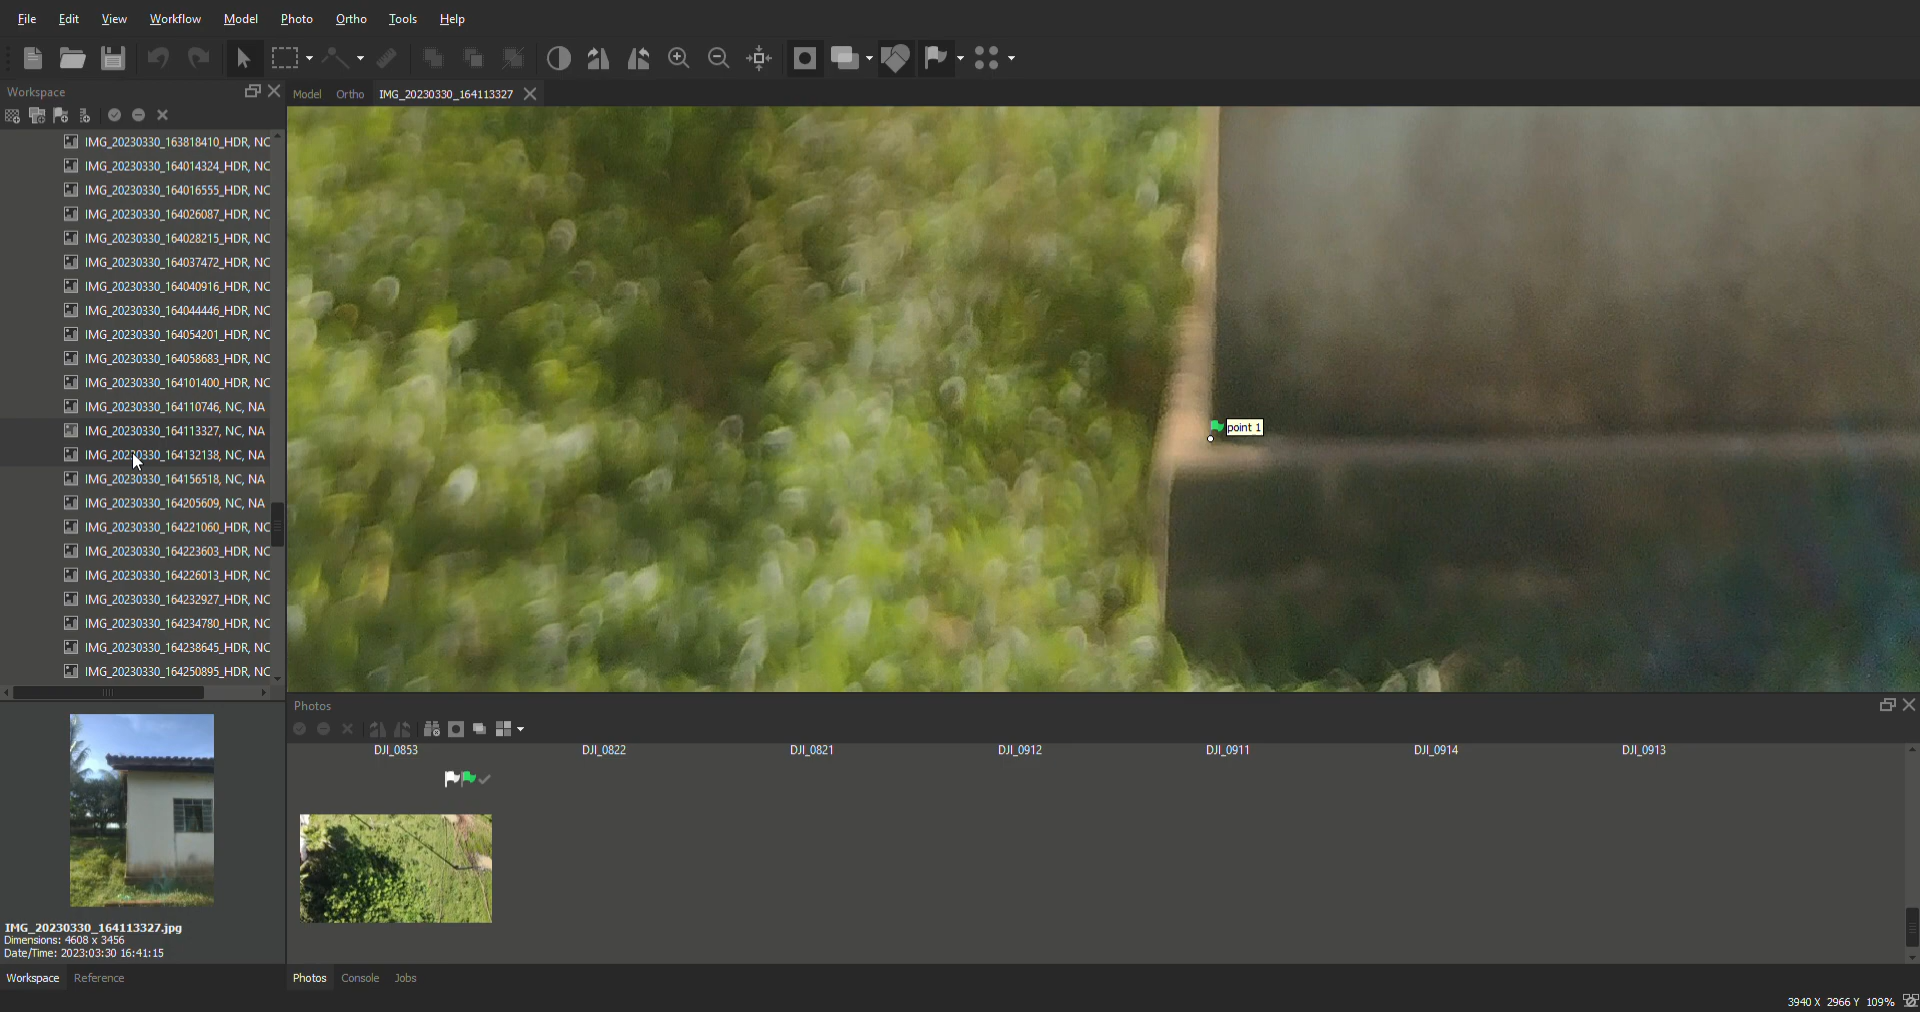 File Edit View Workflow Model Photo Ortho Tools Help
Workspace
Model Ortho IMG_20230330_164113327
IMG_20230330_163818410_HDR, NC
IMG_20230330_164014324_HDR, NC
IMG_20230330_164016555_HDR, NC
IMG_20230330_164026087_HDR, NC
IMG_20230330_164028215_HDR, NC
IMG_20230330_164037472_HDR, NC
IMG_20230330_164040916_HDR, NC
IMG_20230330_164044446_HDR, NC
IMG_20230330_164054201_HDR, NC
IMG_20230330_164058683_HDR, NC
IMG_20230330_164101400_HDR, NC
IMG_20230330_164110746, NC, NA
IMG_20230330_164113327, NC, NA
IMG_20230330_164132138, NC, NA
IMG_20230330_164156518, NC, NA
IMG_20230330_164205609, NC, NA
IMG_20230330_164221060_HDR, NC
IMG_20230330_164223603_HDR, NC
IMG_20230330_164226013_HDR, NC
IMG_20230330_164232927_HDR, NC
IMG_20230330_164234780_HDR, NC
IMG_20230330_164238645_HDR, NC
IMG_20230330_164250895_HDR, NC
point 1
IMG_20230330_164113327.jpg
Dimensions: 4608 x 3456
Date/Time: 2023:03:30 16:41:15
Workspace Reference
Photos
DJI_0853 DJI_0822 DJI_0821 DJI_0912 DJI_0911 DJI_0914 DJI_0913
Photos Console Jobs
3940 X 2966 Y 109%